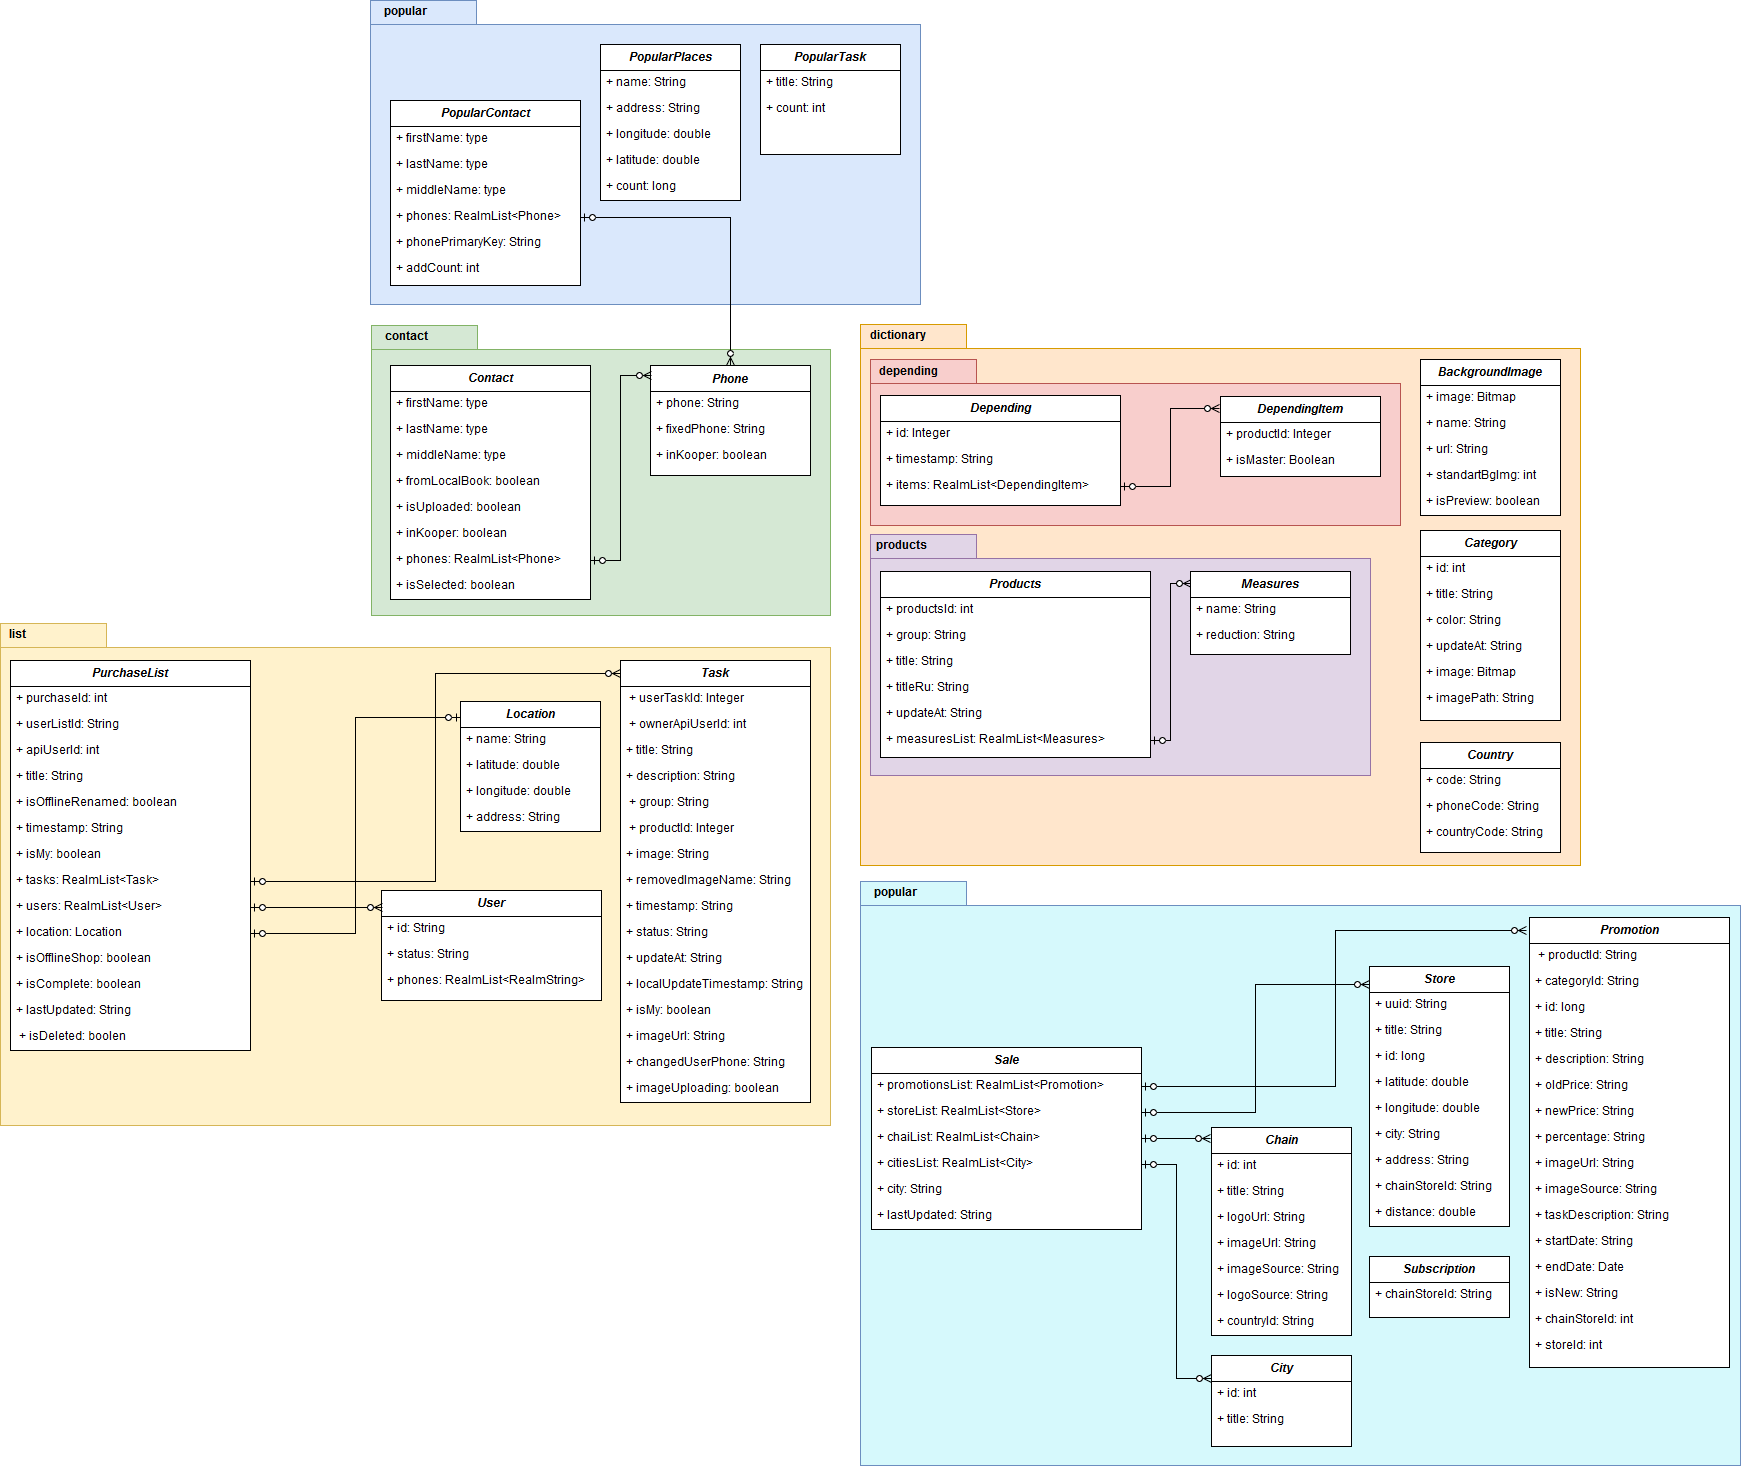 popular
PopularPlaces
+ name: String
+ address: String
+ longitude: double
+ latitude: double
+ count: long
PopularTask
+ title: String
+ count: int
PopularContact
+ firstName: type
+ lastName: type
+ middleName: type
+ phones: RealmList<Phone>
+ phonePrimaryKey: String
+ addCount: int
contact
Contact
+ firstName: type
+ lastName: type
+ middleName: type
+ fromLocalBook: boolean
+ isUploaded: boolean
+ inKooper: boolean
+ phones: RealmList<Phone>
+ isSelected: boolean
Phone
+ phone: String
+ fixedPhone: String
+ inKooper: boolean
dictionary
depending
Depending
+ id: Integer
+ timestamp: String
+ items: RealmList<DependingItem>
DependingItem
+ productId: Integer
+ isMaster: Boolean
BackgroundImage
+ image: Bitmap
+ name: String
+ url: String
+ standartBgImg: int
+ isPreview: boolean
products
Products
+ productsId: int
+ group: String
+ title: String
+ titleRu: String
+ updateAt: String
+ measuresList: RealmList<Measures>
Measures
+ name: String
+ reduction: String
Category
+ id: int
+ title: String
+ color: String
+ updateAt: String
+ image: Bitmap
+ imagePath: String
Country
+ code: String
+ phoneCode: String
+ countryCode: String
list
PurchaseList
+ purchaseId: int
+ userListId: String
+ apiUserId: int
+ title: String
+ isOfflineRenamed: boolean
+ timestamp: String
+ isMy: boolean
+ tasks: RealmList<Task>
+ users: RealmList<User>
+ location: Location
+ isOfflineShop: boolean
+ isComplete: boolean
+ lastUpdated: String
+ isDeleted: boolen
Location
+ name: String
+ latitude: double
+ longitude: double
+ address: String
User
+ id: String
+ status: String
+ phones: RealmList<RealmString>
Task
+ userTaskId: Integer
+ ownerApiUserId: int
+ title: String
+ description: String
+ group: String
+ productId: Integer
+ image: String
+ removedImageName: String
+ timestamp: String
+ status: String
+ updeAt: String
+ localUpdateTimestamp: String
+ isMy: boolean
+ imageUrl: String
+ changedUserPhone: String
+ imageUploading: boolean
popular
Sale
+ promotionsList: RealmList<Promotion>
+ storeList: RealmList<Store>
+ chaiList: RealmList<Chain>
+ citiesList: RealmList<City>
+ city: String
+ lastUpdated: String
Chain
+ id: int
+ title: String
+ logoUrl: String
+ imageUrl: String
+ imageSource: String
+ logoSource: String
+ countryId: String
City
+ id: int
+ title: String
Store
+ uuid: String
+ title: String
+ id: long
+ latitude: double
+ longitude: double
+ city: String
+ address: String
+ chainStoreId: String
+ distance: double
Subscription
+ chainStoreId: String
Promotion
+ productId: String
+ categoryId: String
+ id: long
+ title: String
+ description: String
+ oldPrice: String
+ newPrice: String
+ percentage: String
+ imageUrl: String
+ imageSource: String
+ taskDescription: String
+ startDate: String
+ endDate: Date
+ isNew: String
+ chainStoreId: int
+ storeId: int